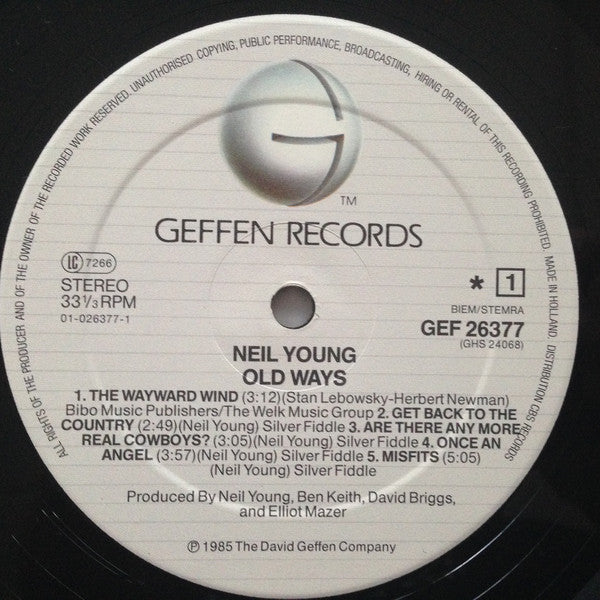 ALL RIGHTS OF THE PRODUCER AND OF THE OWNER OF THE RECORDED WORK RESERVED. UNAUTHORISED COPYING, PUBLIC PERFORMANCE, BROADCASTING, HIRING OR RENTAL OF THIS RECORDING PROHIBITED. MADE IN HOLLAND. DISTRIBUTION CBS RECORDS
G
TM
GEFFEN RECORDS
LC 7266
STEREO
33 1/3 RPM
01-026377-1
* 1
BIEM/STEMRA
GEF 26377
(GHS 24068)
NEIL YOUNG
OLD WAYS
1. THE WAYWARD WIND (3:12)(Stan Lebowsky-Herbert Newman)
Bibo Music Publishers/The Welk Music Group 2. GET BACK TO THE
COUNTRY (2:49)(Neil Young) Silver Fiddle 3. ARE THERE ANY MORE
REAL COWBOYS? (3:05)(Neil Young) Silver Fiddle 4. ONCE AN
ANGEL (3:57)(Neil Young) Silver Fiddle 5. MISFITS (5:05)
(Neil Young) Silver Fiddle
Produced By Neil Young, Ben Keith, David Briggs,
and Elliot Mazer
℗ 1985 The David Geffen Company